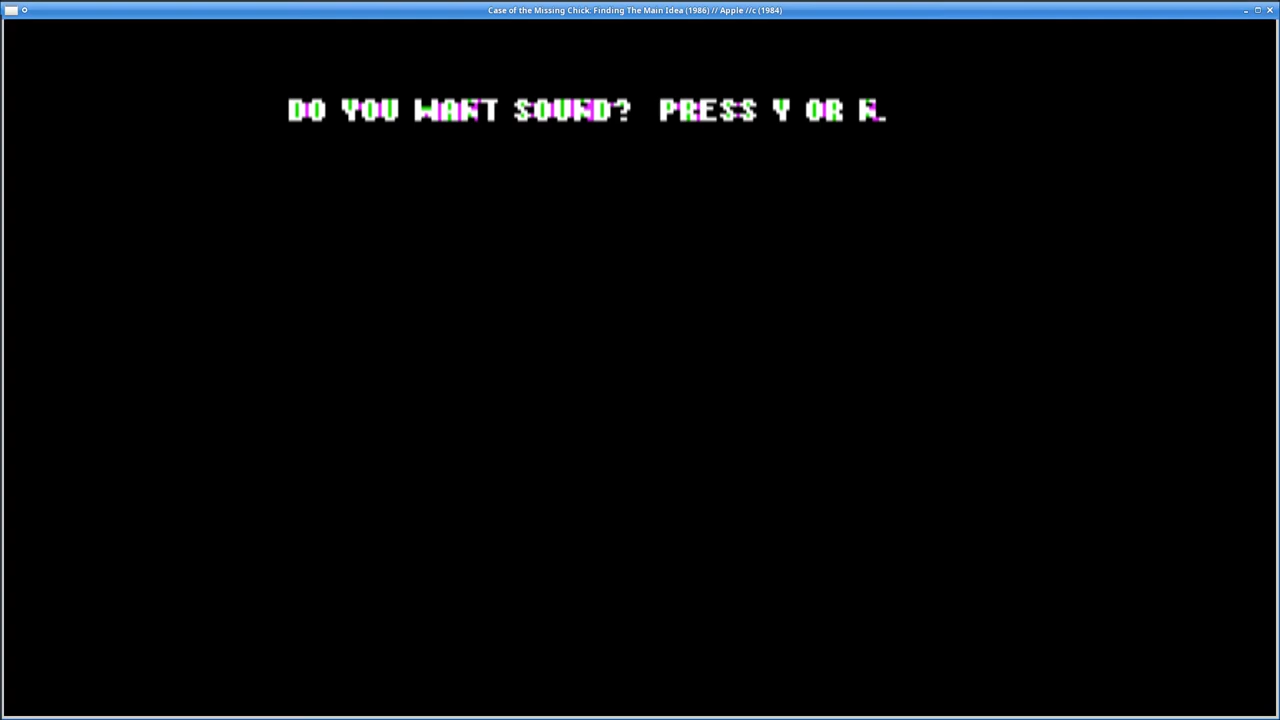 Case of the Missing Chick: Finding The Main Idea (1986) // Apple //c (1984)
DO YOU WANT SOUND?  PRESS Y OR N.